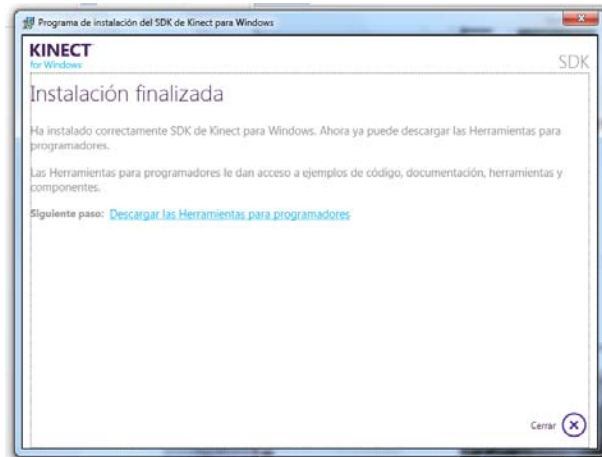 Programa de instalación del SDK de Kinect para Windows
KINECT
for Windows
SDK
Instalación finalizada
Ha instalado correctamente SDK de Kinect para Windows. Ahora ya puede descargar las Herramientas para
programadores.
Las Herramientas para programadores le dan acceso a ejemplos de código, documentación, herramientas y
componentes.
Siguiente paso: Descargar las Herramientas para programadores
Cerrar